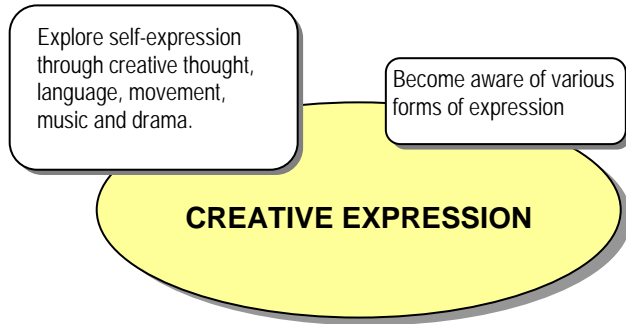 Explore self-expression
through creative thought,
language, movement,
music and drama.
Become aware of various
forms of expression
CREATIVE EXPRESSION